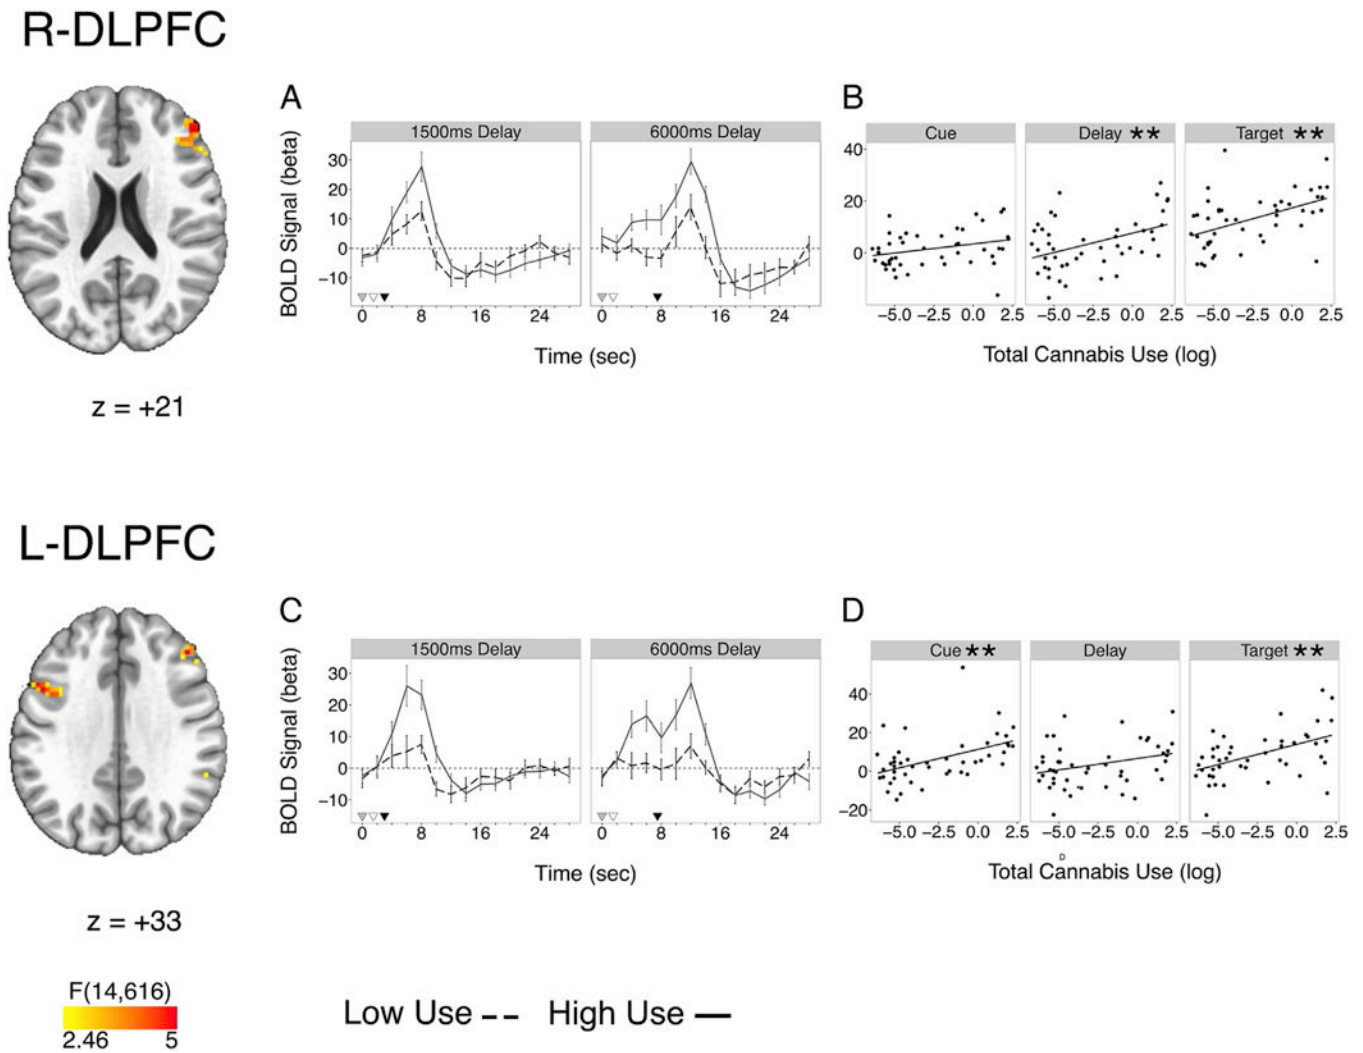 R-DLPFC
z = +21
A
1500ms Delay
6000ms Delay
BOLD Signal (beta)
30
20
10
0
−10
0 8 16 24
0 8 16 24
Time (sec)
B
Cue
Delay ★★
Target ★★
40
20
0
−5.0 −2.5 0.0 2.5
−5.0 −2.5 0.0 2.5
−5.0 −2.5 0.0 2.5
Total Cannabis Use (log)
L-DLPFC
z = +33
C
1500ms Delay
6000ms Delay
BOLD Signal (beta)
30
20
10
0
−10
0 8 16 24
0 8 16 24
Time (sec)
D
Cue ★★
Delay
Target ★★
40
20
0
−20
−5.0 −2.5 0.0 2.5
−5.0 −2.5 0.0 2.5
−5.0 −2.5 0.0 2.5
D
Total Cannabis Use (log)
F(14,616)
2.46 5
Low Use -- High Use —